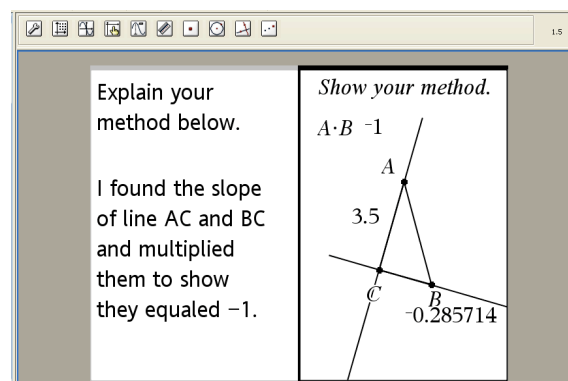 1.5
Explain your
method below.
I found the slope
of line AC and BC
and multiplied
them to show
they equaled −1.
Show your method.
A·B ⁻1
A
3.5
C
B
⁻0.285714